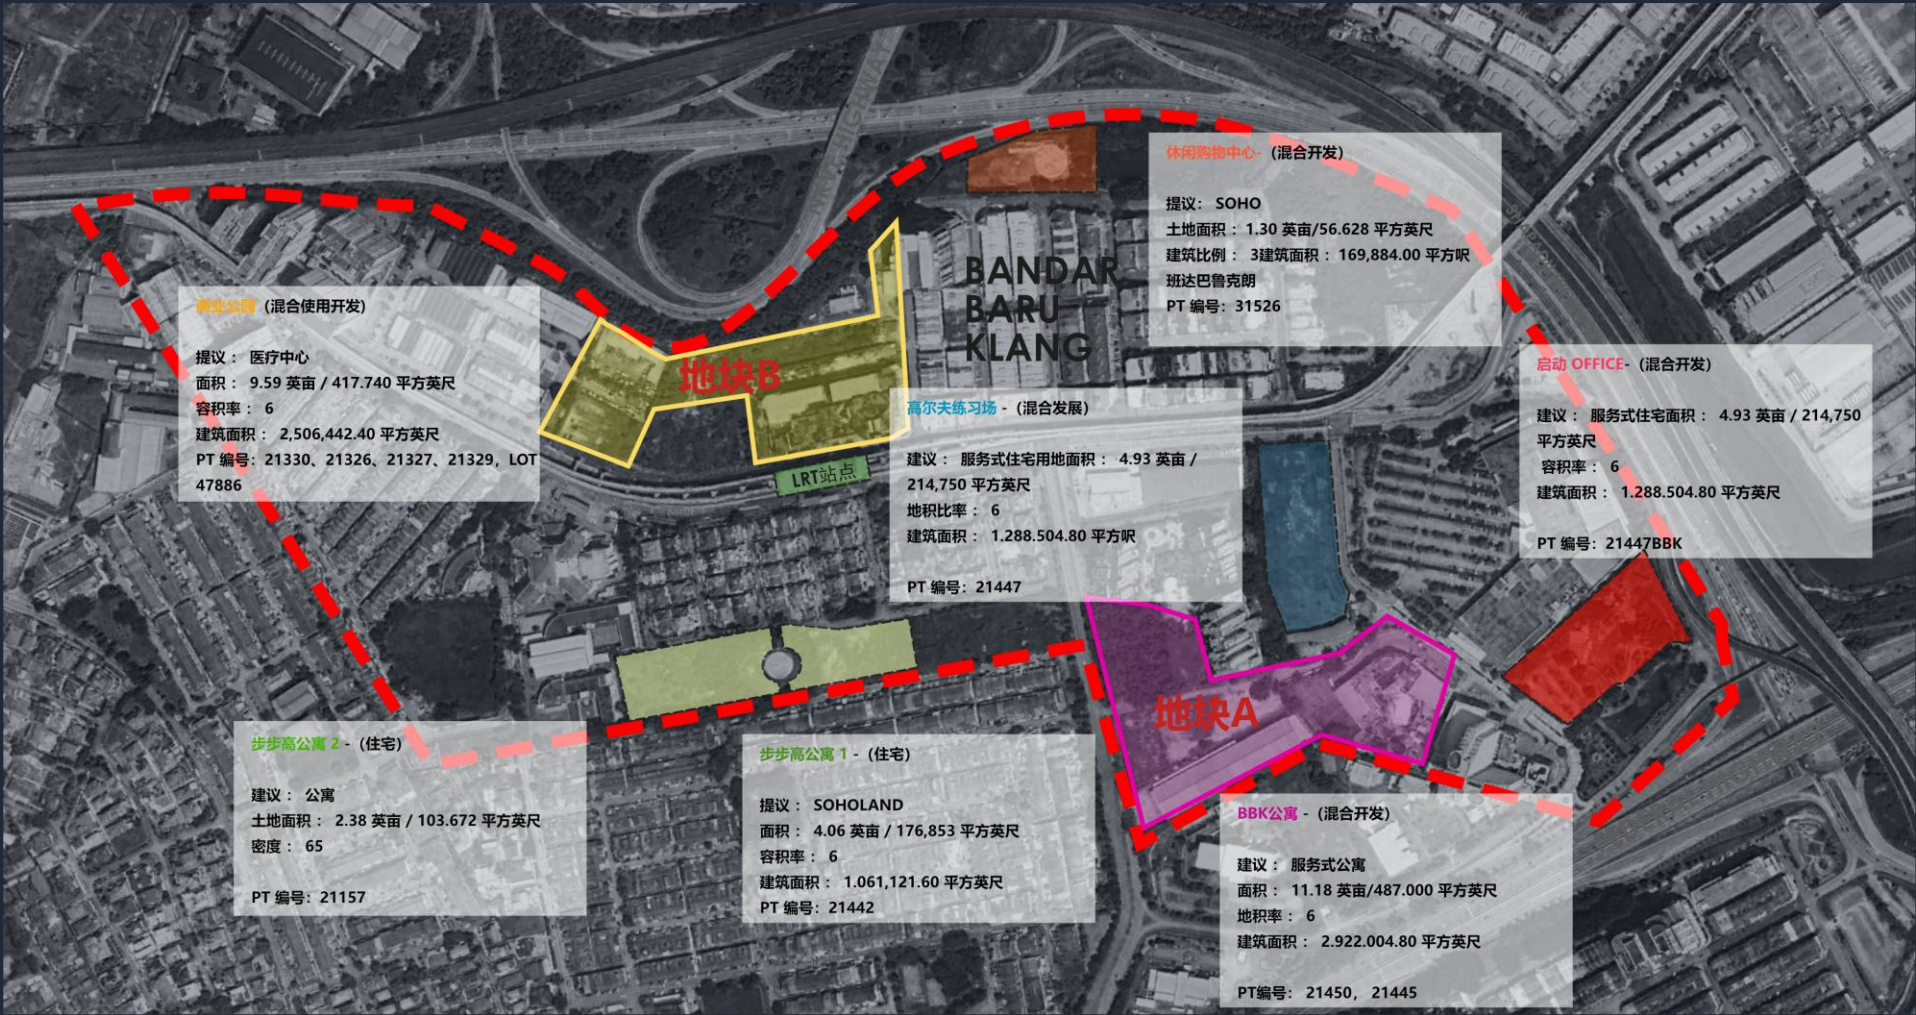 休闲购物中心-（混合开发）
提议： SOHO
土地面积 ： 1.30 英亩/56.628 平方英尺
建筑比例： 3建筑面积： 169,884.00 平方呎
班达巴鲁克朗
PT 编号：31526
BANDAR
BARU
KLANG
商业公园（混合使用开发）
提议 ： 医疗中心
面积 ： 9.59 英亩 / 417.740 平方英尺
容积率 ： 6
建筑面积 ： 2,506,442.40 平方英尺
PT 编号：21330、21326、21327、21329，LOT
47886
地块B
LRT站点
高尔夫练习场 -（混合发展）
建议 ： 服务式住宅用地面积 ： 4.93 英亩 /
214,750 平方英尺
地积比率 ： 6
建筑面积 ： 1.288.504.80 平方呎
PT 编号：21447
启动 OFFICE-（混合开发）
建议 ： 服务式住宅面积 ： 4.93 英亩 / 214,750
平方英尺
容积率 ： 6
建筑面积 ： 1.288.504.80 平方英尺
PT 编号：21447BBK
地块A
步步高公寓 2 -（住宅）
建议 ： 公寓
土地面积 ： 2.38 英亩 / 103.672 平方英尺
密度 ： 65
PT 编号：21157
步步高公寓 1 -（住宅）
提议 ： SOHOLAND
面积 ： 4.06 英亩 / 176,853 平方英尺
容积率 ： 6
建筑面积 ： 1.061,121.60 平方英尺
PT 编号：21442
BBK公寓 -（混合开发）
建议 ： 服务式公寓
面积 ： 11.18 英亩/487.000 平方英尺
地积率 ： 6
建筑面积 ： 2.922.004.80 平方英尺
PT编号： 21450， 21445